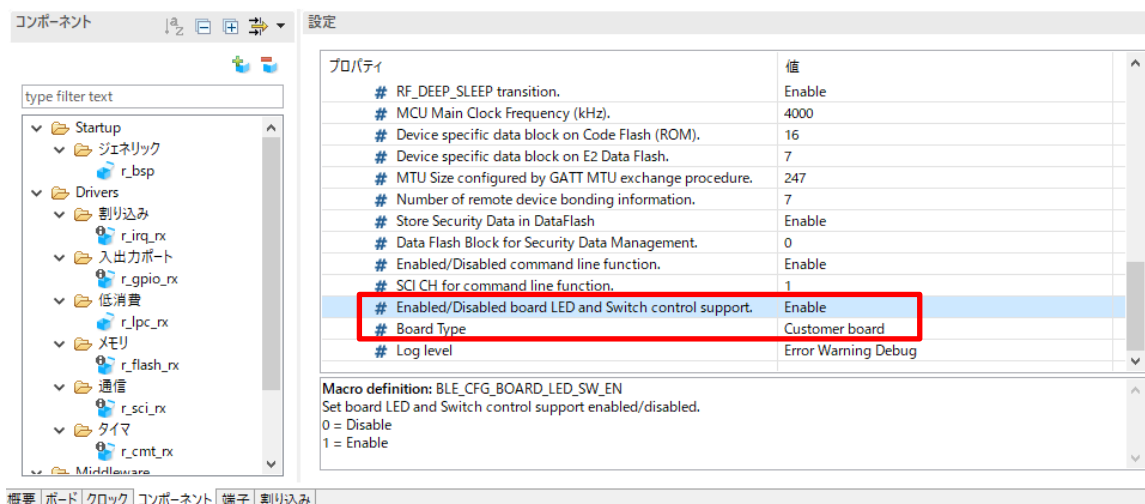 コンポーネント
設定
type filter text
Startup
ジェネリック
r_bsp
Drivers
割り込み
r_irq_rx
入出力ポート
r_gpio_rx
低消費
r_lpc_rx
メモリ
r_flash_rx
通信
r_sci_rx
タイマ
r_cmt_rx
Middleware
プロパティ 値
# RF_DEEP_SLEEP transition. Enable
# MCU Main Clock Frequency (kHz). 4000
# Device specific data block on Code Flash (ROM). 16
# Device specific data block on E2 Data Flash. 7
# MTU Size configured by GATT MTU exchange procedure. 247
# Number of remote device bonding information. 7
# Store Security Data in DataFlash Enable
# Data Flash Block for Security Data Management. 0
# Enabled/Disabled command line function. Enable
# SCI CH for command line function. 1
# Enabled/Disabled board LED and Switch control support. Enable
# Board Type Customer board
# Log level Error Warning Debug
Macro definition: BLE_CFG_BOARD_LED_SW_EN
Set board LED and Switch control support enabled/disabled.
0 = Disable
1 = Enable
概要 ボード クロック コンポーネント 端子 割り込み